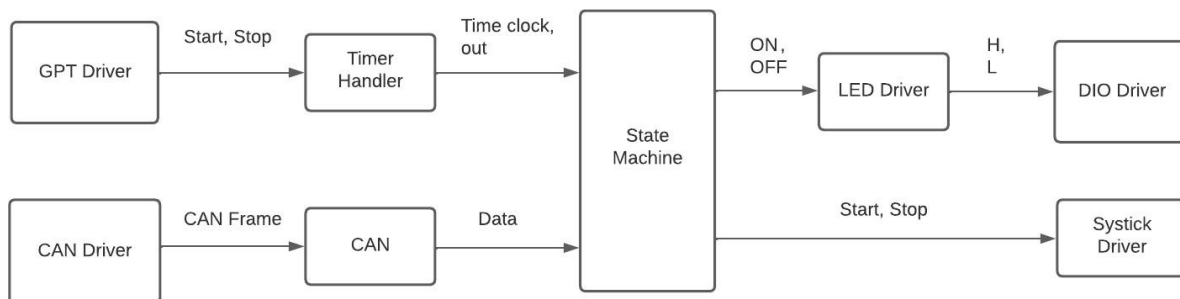 GPT Driver
Start, Stop
Timer
Handler
Time clock,
out
State
Machine
ON,
OFF
LED Driver
H,
L
DIO Driver
CAN Driver
CAN Frame
CAN
Data
Start, Stop
Systick
Driver